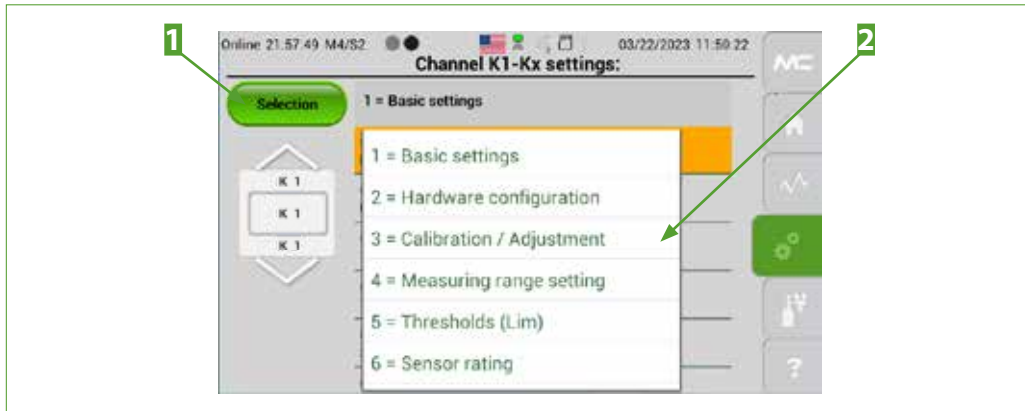 1
2
Online 21.57.49 M4/S2 03/22/2023 11:59:22
Channel K1-Kx settings:
MC
Selection
1 = Basic settings
K 1
K 1
K 1
1 = Basic settings
2 = Hardware configuration
3 = Calibration / Adjustment
4 = Measuring range setting
5 = Thresholds (Lim)
6 = Sensor rating
?